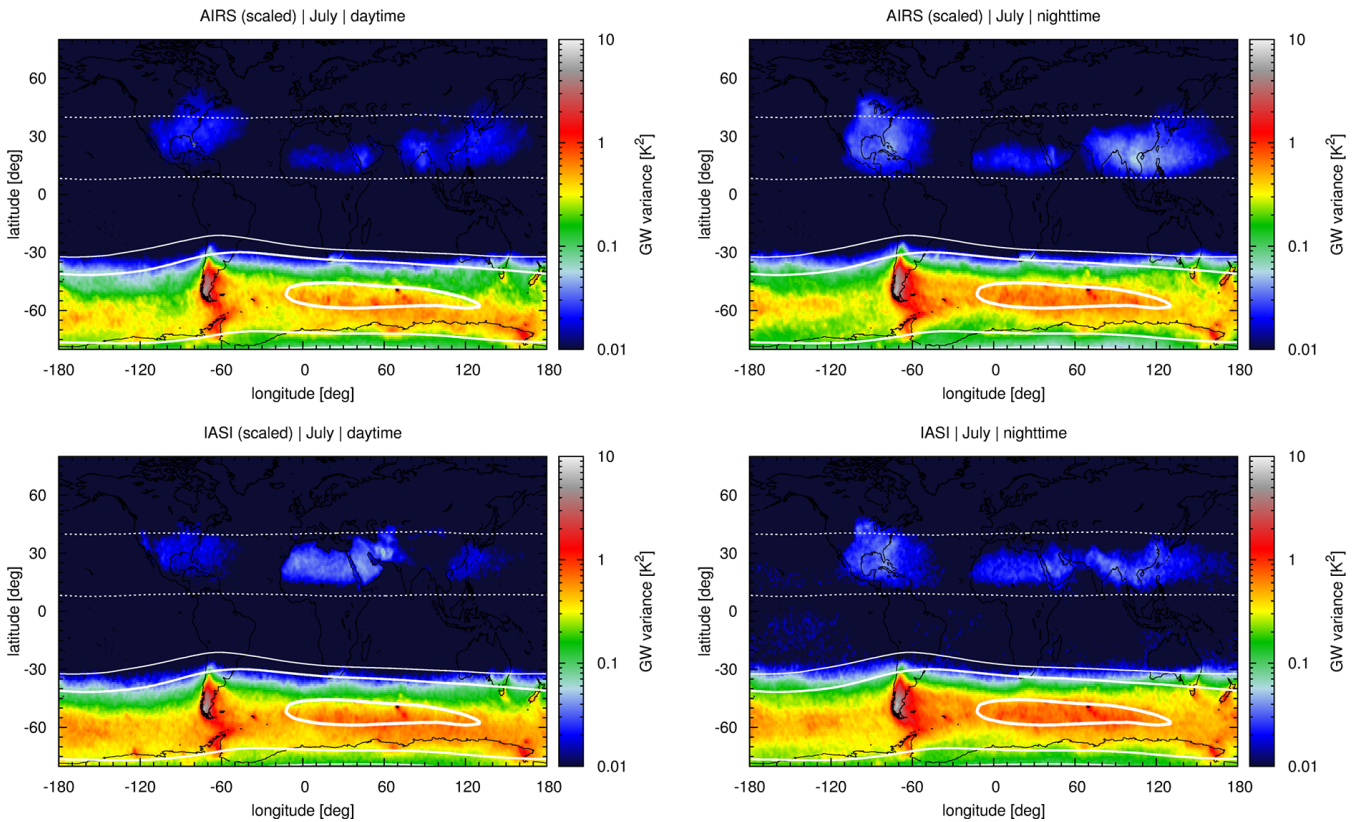 AIRS (scaled) | July | daytime
10
1
0.1
0.01
GW variance [K²]
60
30
0
-30
-60
latitude [deg]
-180 -120 -60 0 60 120 180
longitude [deg]
AIRS (scaled) | July | nighttime
10
1
0.1
0.01
GW variance [K²]
60
30
0
-30
-60
latitude [deg]
-180 -120 -60 0 60 120 180
longitude [deg]
IASI (scaled) | July | daytime
10
1
0.1
0.01
GW variance [K²]
60
30
0
-30
-60
latitude [deg]
-180 -120 -60 0 60 120 180
longitude [deg]
IASI | July | nighttime
10
1
0.1
0.01
GW variance [K²]
60
30
0
-30
-60
latitude [deg]
-180 -120 -60 0 60 120 180
longitude [deg]